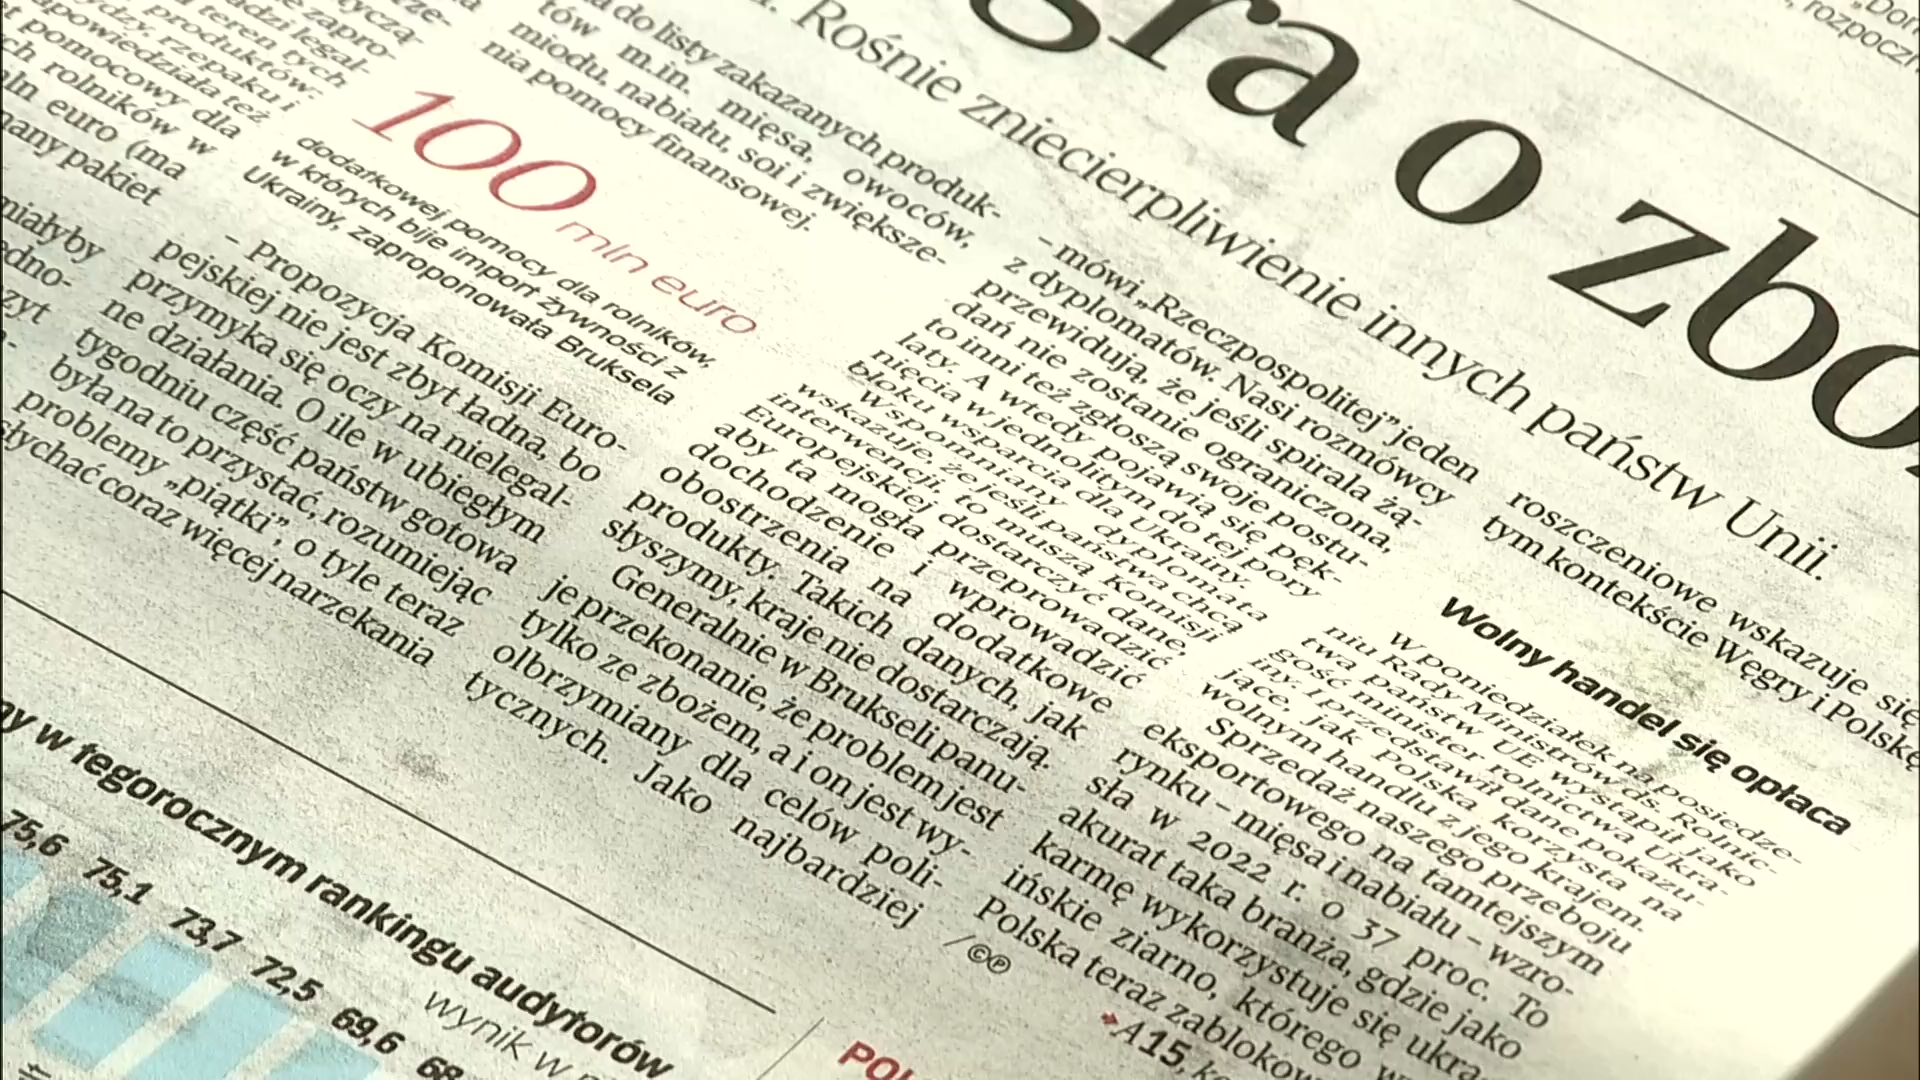 gra o zbo
Rośnie zniecierpliwienie innych państw Unii.
pomocowy dla
ch rolników w
mln euro (ma
pakiet
100 mln euro
dodatkowej pomocy dla rolników,
w których bije import żywności z
Ukrainy, zaproponowała Bruksela
– Propozycja Komisji Euro-
pejskiej nie jest zbyt ładna, bo
przymyka się oczy na nielegal-
ne działania. O ile w ubiegłym
tygodniu część państw gotowa
była na to przystać, rozumiejąc
problemy „piątki”, o tyle teraz
słychać coraz więcej narzekania
do listy zakazanych produk-
tów m.in. mięsa, owoców,
miodu, nabiału, soi i zwiększe-
nia pomocy finansowej.
– mówi „Rzeczpospolitej” jeden
z dyplomatów. Nasi rozmówcy
przewidują, że jeśli spirala żą-
dań nie zostanie ograniczona,
to inni też zgłoszą swoje postu-
laty. A wtedy pojawią się pęk-
nięcia w jednolitym do tej pory
bloku wsparcia dla Ukrainy.
Wspomniany dyplomata
wskazuje, że jeśli państwa chcą
interwencji, to muszą Komisji
Europejskiej dostarczyć dane,
aby ta mogła przeprowadzić
dochodzenie i wprowadzić
obostrzenia na dodatkowe
produkty. Takich danych, jak
słyszymy, kraje nie dostarczają.
Generalnie w Brukseli panu-
je przekonanie, że problem jest
tylko ze zbożem, a i on jest wy-
olbrzymiany dla celów poli-
tycznych. Jako najbardziej
roszczeniowe wskazuje się
tym kontekście Węgry i Polskę
Wolny handel się opłaca
W poniedziałek na posiedze-
niu Rady Ministrów ds. Rolnic-
twa państw UE wystąpił jako
gość minister rolnictwa Ukra-
iny. I przedstawił dane pokazu-
jące, jak Polska korzysta na
wolnym handlu z jego krajem.
Sprzedaż naszego przeboju
eksportowego na tamtejszym
rynku – mięsa i nabiału – wzro-
sła w 2022 r. o 37 proc. To
akurat taka branża, gdzie jako
karmę wykorzystuje się ukra-
ińskie ziarno, którego
Polska teraz zablokow
/©℗
A15,
w tegorocznym rankingu audytorów
wynik w
75,6 75,1 73,7 72,5 69,6 68